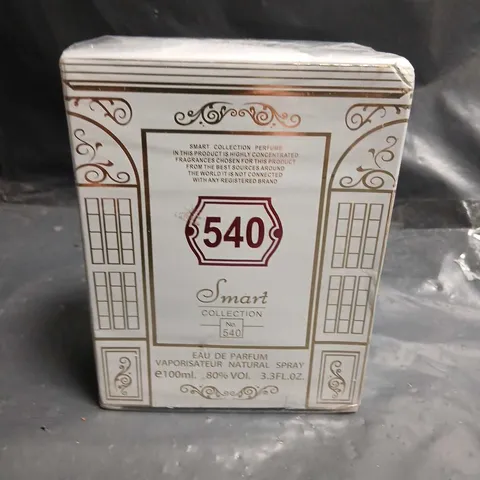 SMART COLLECTION PERFUME
IN THIS PRODUCT IS HIGHLY CONCENTRATED
FRAGRANCES CHOSEN FOR THIS PRODUCT
FROM THE BEST SOURCES AROUND
THE WORLD IT IS NOT CONNECTED
WITH ANY REGISTERED BRAND
540
Smart
COLLECTION
No.
540
EAU DE PARFUM
VAPORISATEUR NATURAL SPRAY
℮100ml. 80% VOL. 3.3FL.OZ.